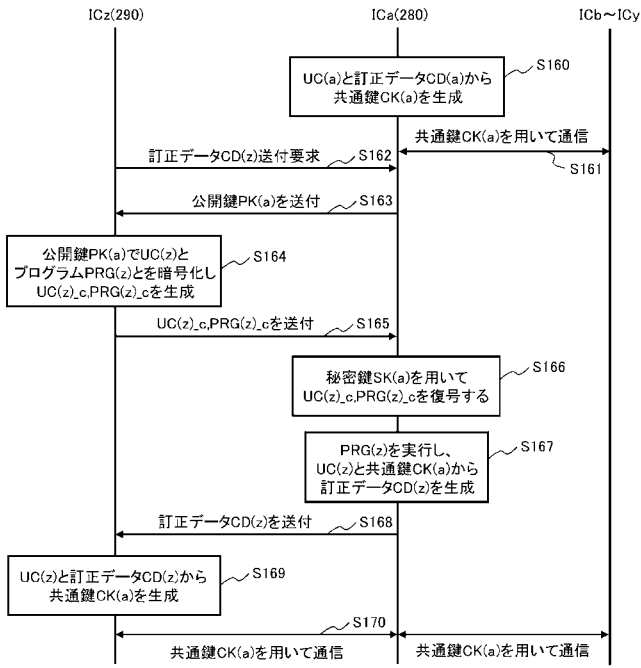 ICz(290)
ICa(280)
ICb～ICy
UC(a)と訂正データCD(a)から
共通鍵CK(a)を生成
S160
共通鍵CK(a)を用いて通信
S161
訂正データCD(z)送付要求
S162
公開鍵PK(a)を送付
S163
公開鍵PK(a)でUC(z)と
プログラムPRG(z)とを暗号化し
UC(z)_c,PRG(z)_cを生成
S164
UC(z)_c,PRG(z)_cを送付
S165
秘密鍵SK(a)を用いて
UC(z)_c,PRG(z)_cを復号する
S166
PRG(z)を実行し、
UC(z)と共通鍵CK(a)から
訂正データCD(z)を生成
S167
訂正データCD(z)を送付
S168
UC(z)と訂正データCD(z)から
共通鍵CK(a)を生成
S169
S170
共通鍵CK(a)を用いて通信
共通鍵CK(a)を用いて通信